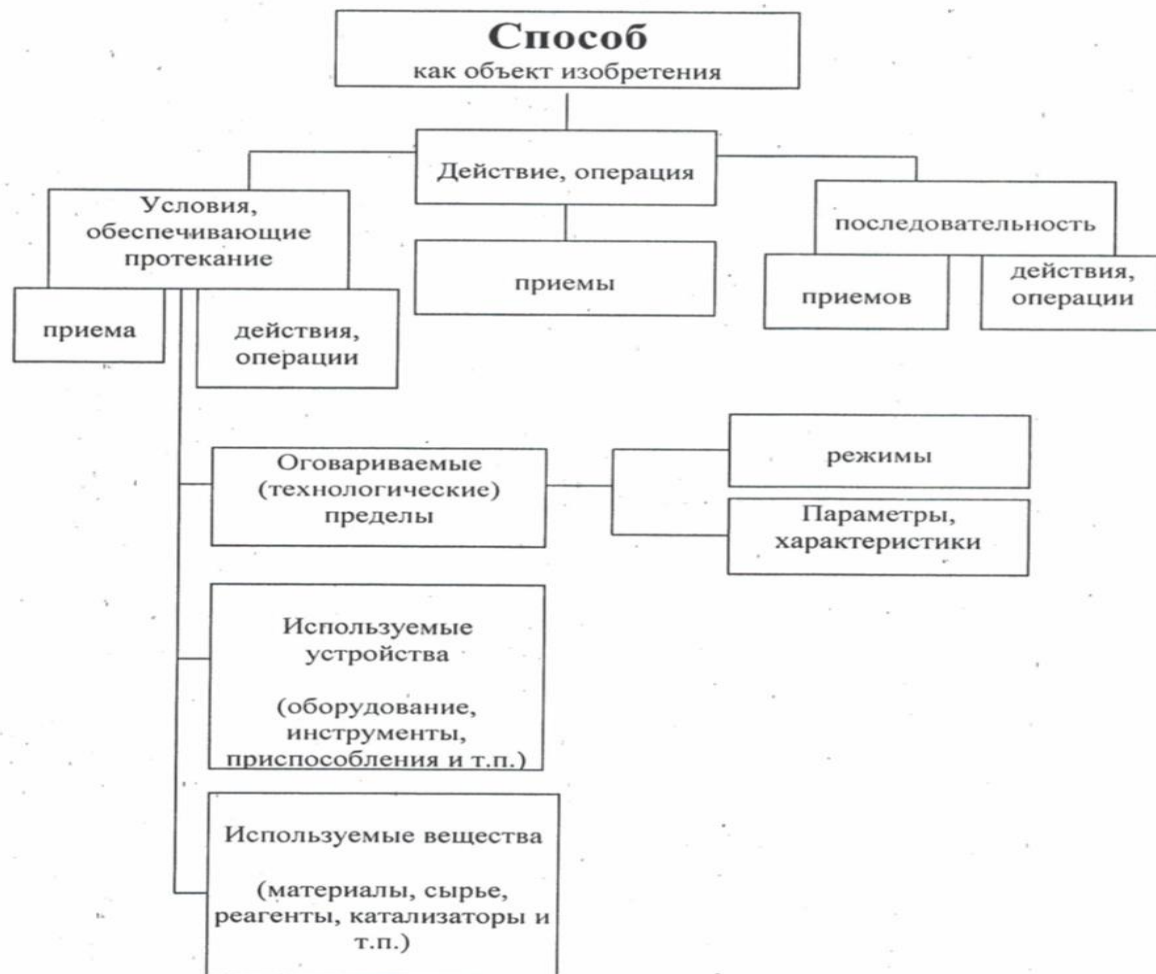 Способ
как объект изобретения
Действие, операция
Условия,
обеспечивающие
протекание
последовательность
приемы
приема
действия,
операции
приемов
действия,
операции
Оговариваемые
(технологические)
пределы
режимы
Параметры,
характеристики
Используемые
устройства
(оборудование,
инструменты,
приспособления и т.п.)
Используемые вещества
(материалы, сырье,
реагенты, катализаторы и
т.п.)